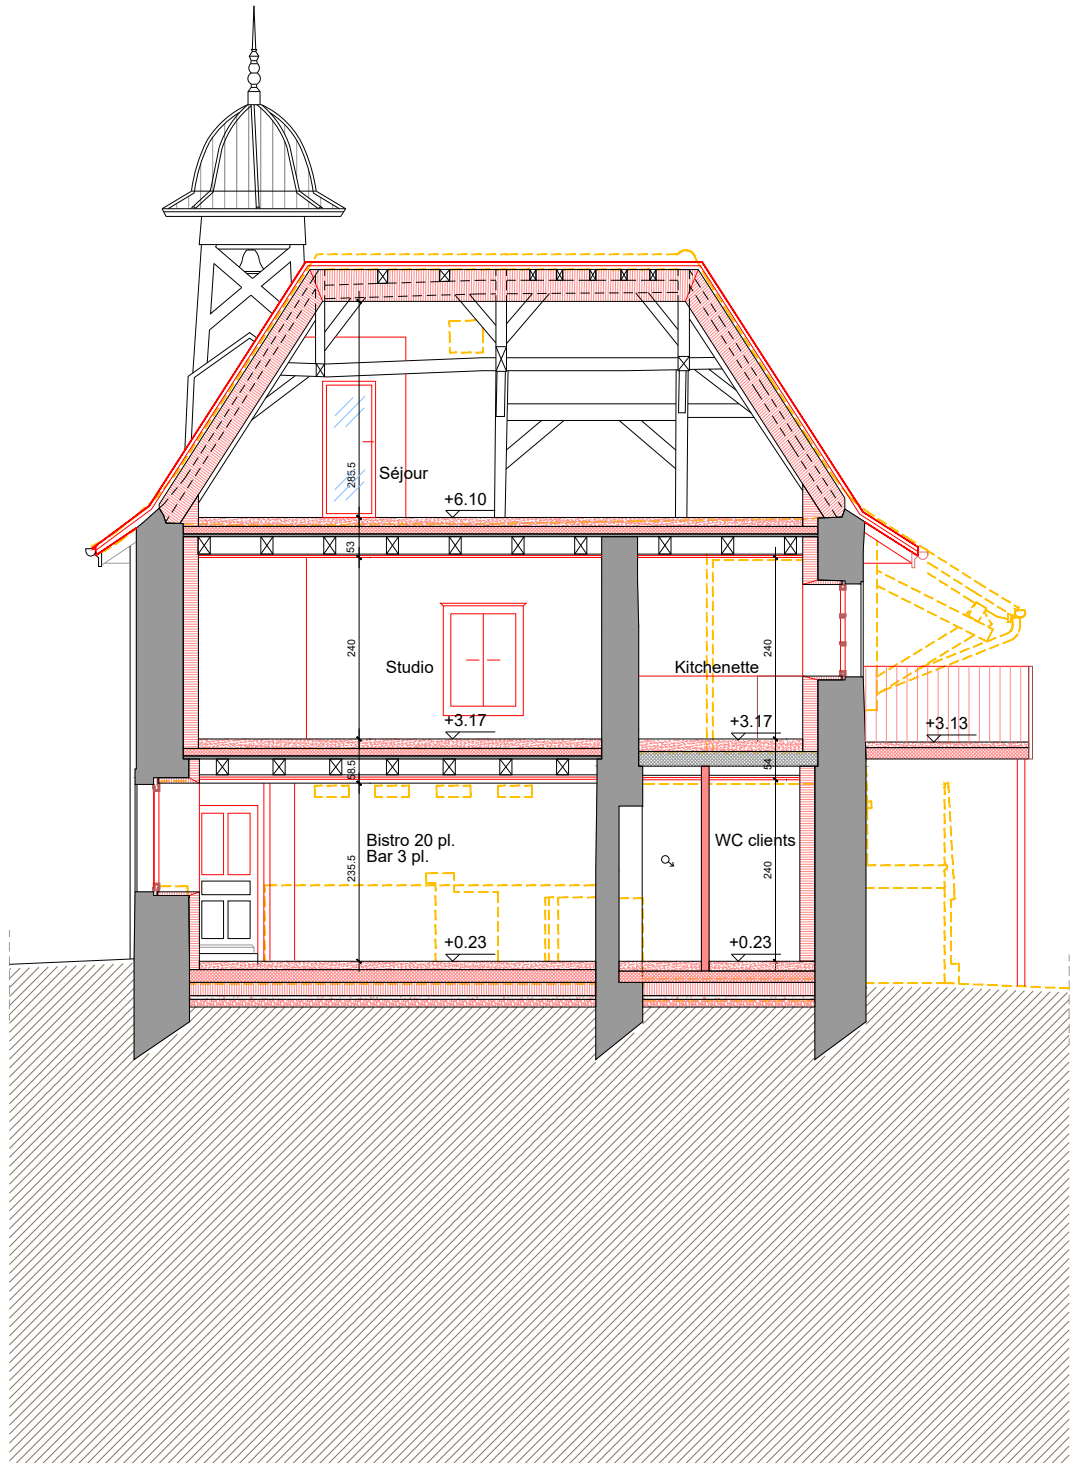 285.5
Séjour
+6.10
53
240
Studio
Kitchenette
240
+3.17
+3.17
+3.13
58.5
54
Bistro 20 pl.
Bar 3 pl.
WC clients
235.5
240
+0.23
+0.23